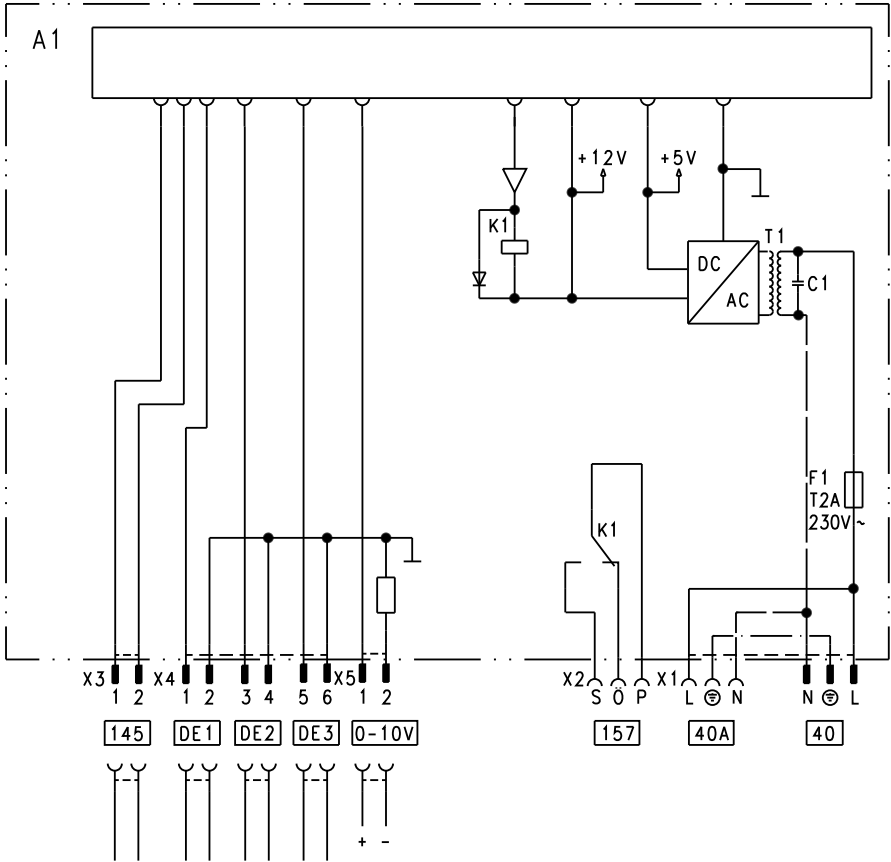 A1
+12V +5V
K1 T1
DC
AC C1
F1
T2A
230V~
K1
X3 X4 X5 X2 X1
1 2 1 2 3 4 5 6 1 2 S Ö P L N N L
145 DE1 DE2 DE3 0-10V 157 40A 40
+ -